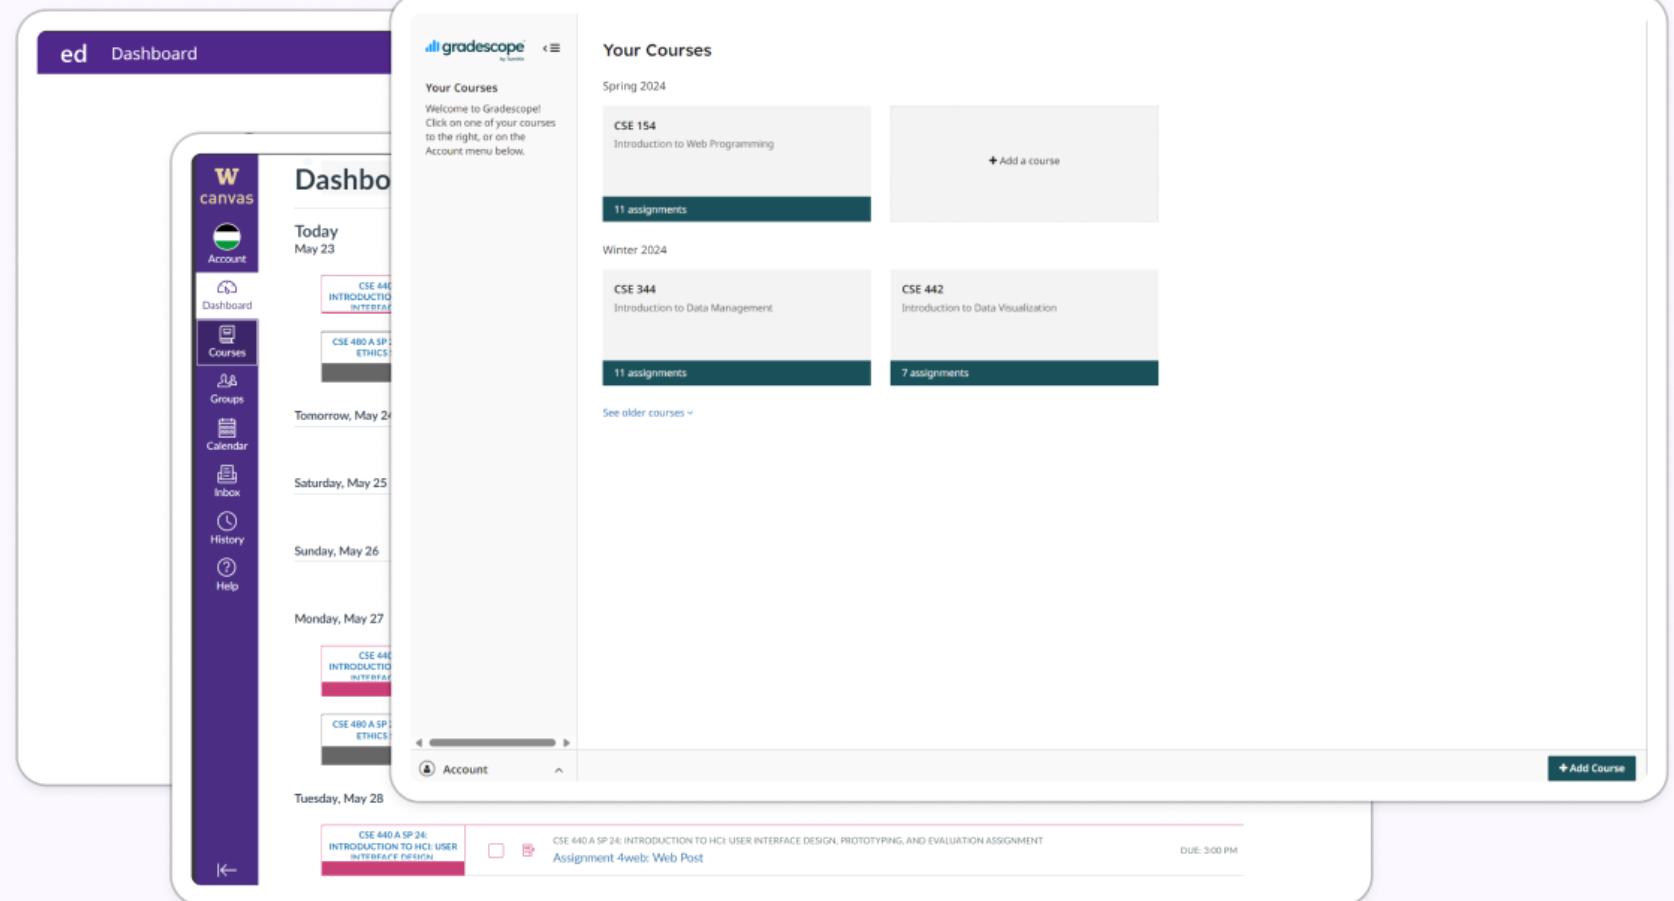 ed Dashboard
W
canvas
Account
Dashboard
Courses
Groups
Calendar
Inbox
History
Help
Dashbo
Today
May 23
CSE 440
INTRODUCTIO
INTERFAC
CSE 480 A SP 2
ETHICS
Tomorrow, May 24
Saturday, May 25
Sunday, May 26
Monday, May 27
CSE 440
INTRODUCTIO
INTERFAC
CSE 480 A SP 2
ETHICS
Tuesday, May 28
CSE 440 A SP 24:
INTRODUCTION TO HCI: USER
INTERFACE DESIGN,
CSE 440 A SP 24: INTRODUCTION TO HCI: USER INTERFACE DESIGN, PROTOTYPING, AND EVALUATION ASSIGNMENT
Assignment 4web: Web Post
DUE: 3:00 PM
gradescope
by turnitin
Your Courses
Welcome to Gradescope!
Click on one of your courses
to the right, or on the
Account menu below.
Account
Your Courses
Spring 2024
CSE 154
Introduction to Web Programming
11 assignments
+ Add a course
Winter 2024
CSE 344
Introduction to Data Management
11 assignments
CSE 442
Introduction to Data Visualization
7 assignments
See older courses
+ Add Course